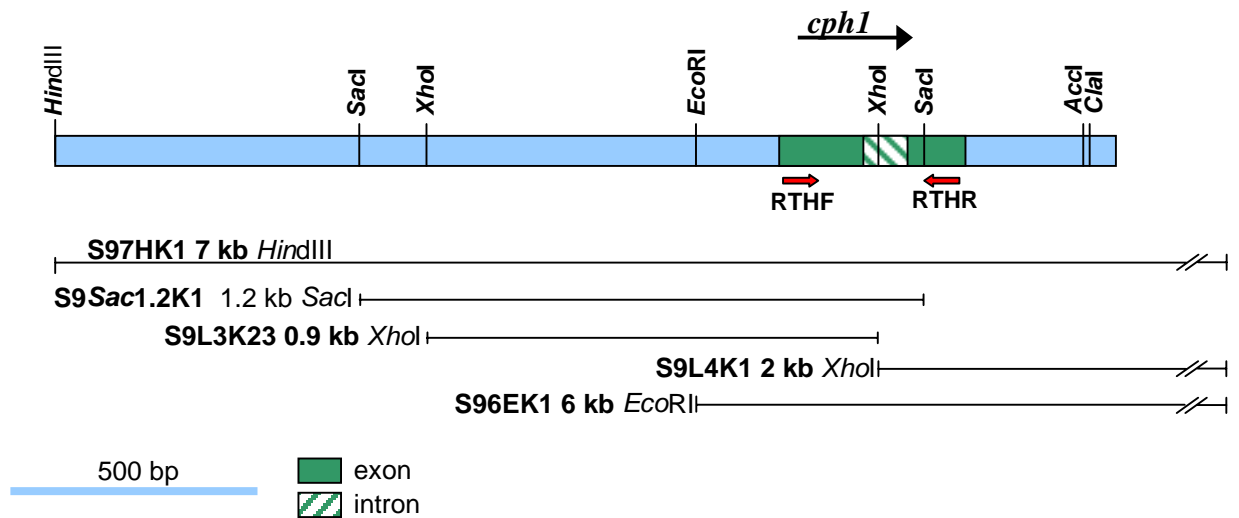 cph1
HindIII
SacI
XhoI
EcoRI
XhoI
SacI
AccI
ClaI
RTHF
RTHR
S97HK1 7 kb HindIII
S9Sac1.2K1 1.2 kb SacI
S9L3K23 0.9 kb XhoI
S9L4K1 2 kb XhoI
S96EK1 6 kb EcoRI
500 bp
exon
intron